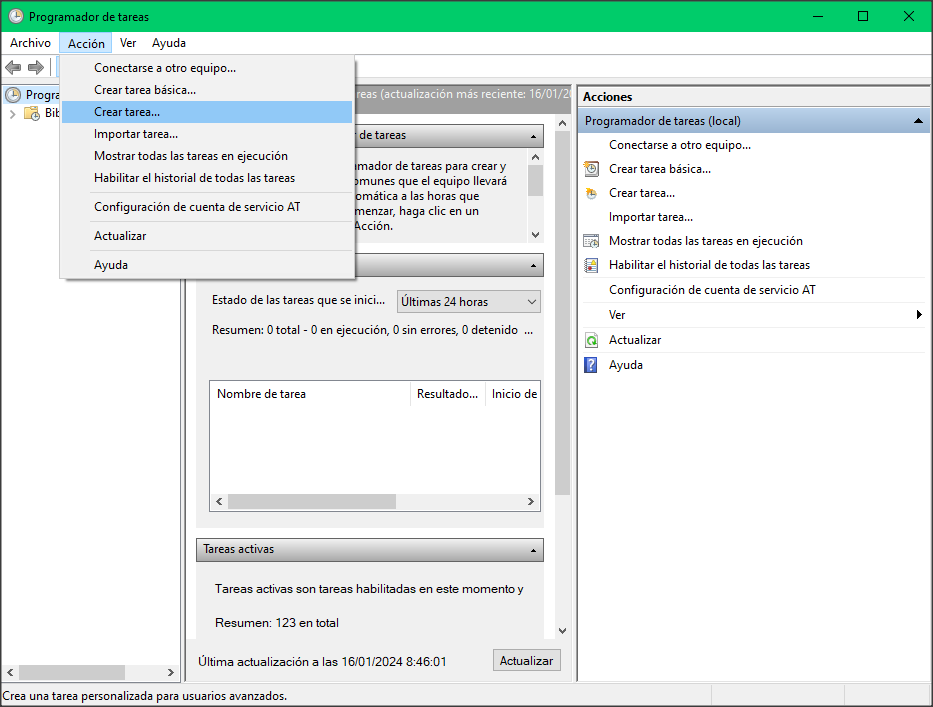 Programador de tareas
Archivo Acción Ver Ayuda
Conectarse a otro equipo...
Crear tarea básica...
Crear tarea...
Importar tarea...
Mostrar todas las tareas en ejecución
Habilitar el historial de todas las tareas
Configuración de cuenta de servicio AT
Actualizar
Ayuda
Progra
Bib
reas (actualización más reciente: 16/01/20
de tareas
amador de tareas para crear y
omunes que el equipo llevará
omática a las horas que
menzar, haga clic en un
Acción.
Estado de las tareas que se inici... Últimas 24 horas
Resumen: 0 total - 0 en ejecución, 0 sin errores, 0 detenido ...
Nombre de tarea Resultado... Inicio de
Tareas activas
Tareas activas son tareas habilitadas en este momento y
Resumen: 123 en total
Última actualización a las 16/01/2024 8:46:01 Actualizar
Acciones
Programador de tareas (local)
Conectarse a otro equipo...
Crear tarea básica...
Crear tarea...
Importar tarea...
Mostrar todas las tareas en ejecución
Habilitar el historial de todas las tareas
Configuración de cuenta de servicio AT
Ver
Actualizar
Ayuda
Crea una tarea personalizada para usuarios avanzados.